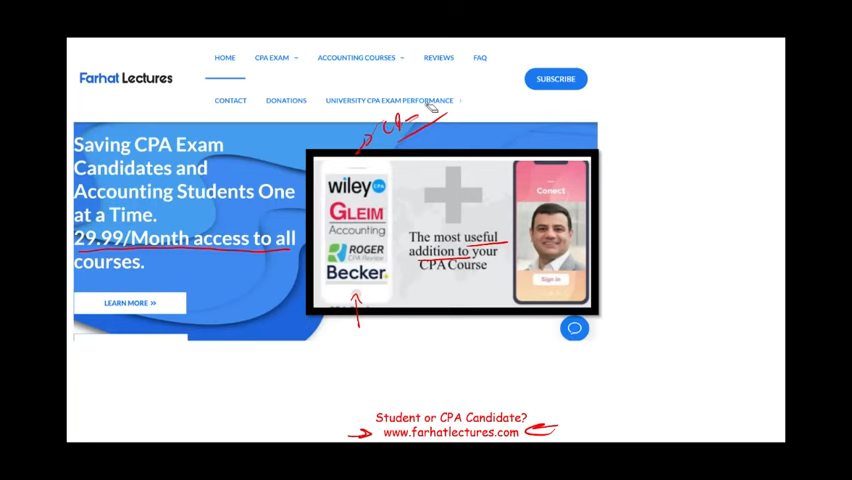 HOME CPA EXAM ACCOUNTING COURSES REVIEWS FAQ
Farhat Lectures
SUBSCRIBE
CONTACT DONATIONS UNIVERSITY CPA EXAM PERFORMANCE
Saving CPA Exam
Candidates and
Accounting Students One
at a Time.
29.99/Month access to all
courses.
LEARN MORE »
wiley CPA
GLEIM
Accounting
ROGER
CPA Review
Becker.
The most useful
addition to your
CPA Course
Conect
Sign in
Student or CPA Candidate?
www.farhatlectures.com